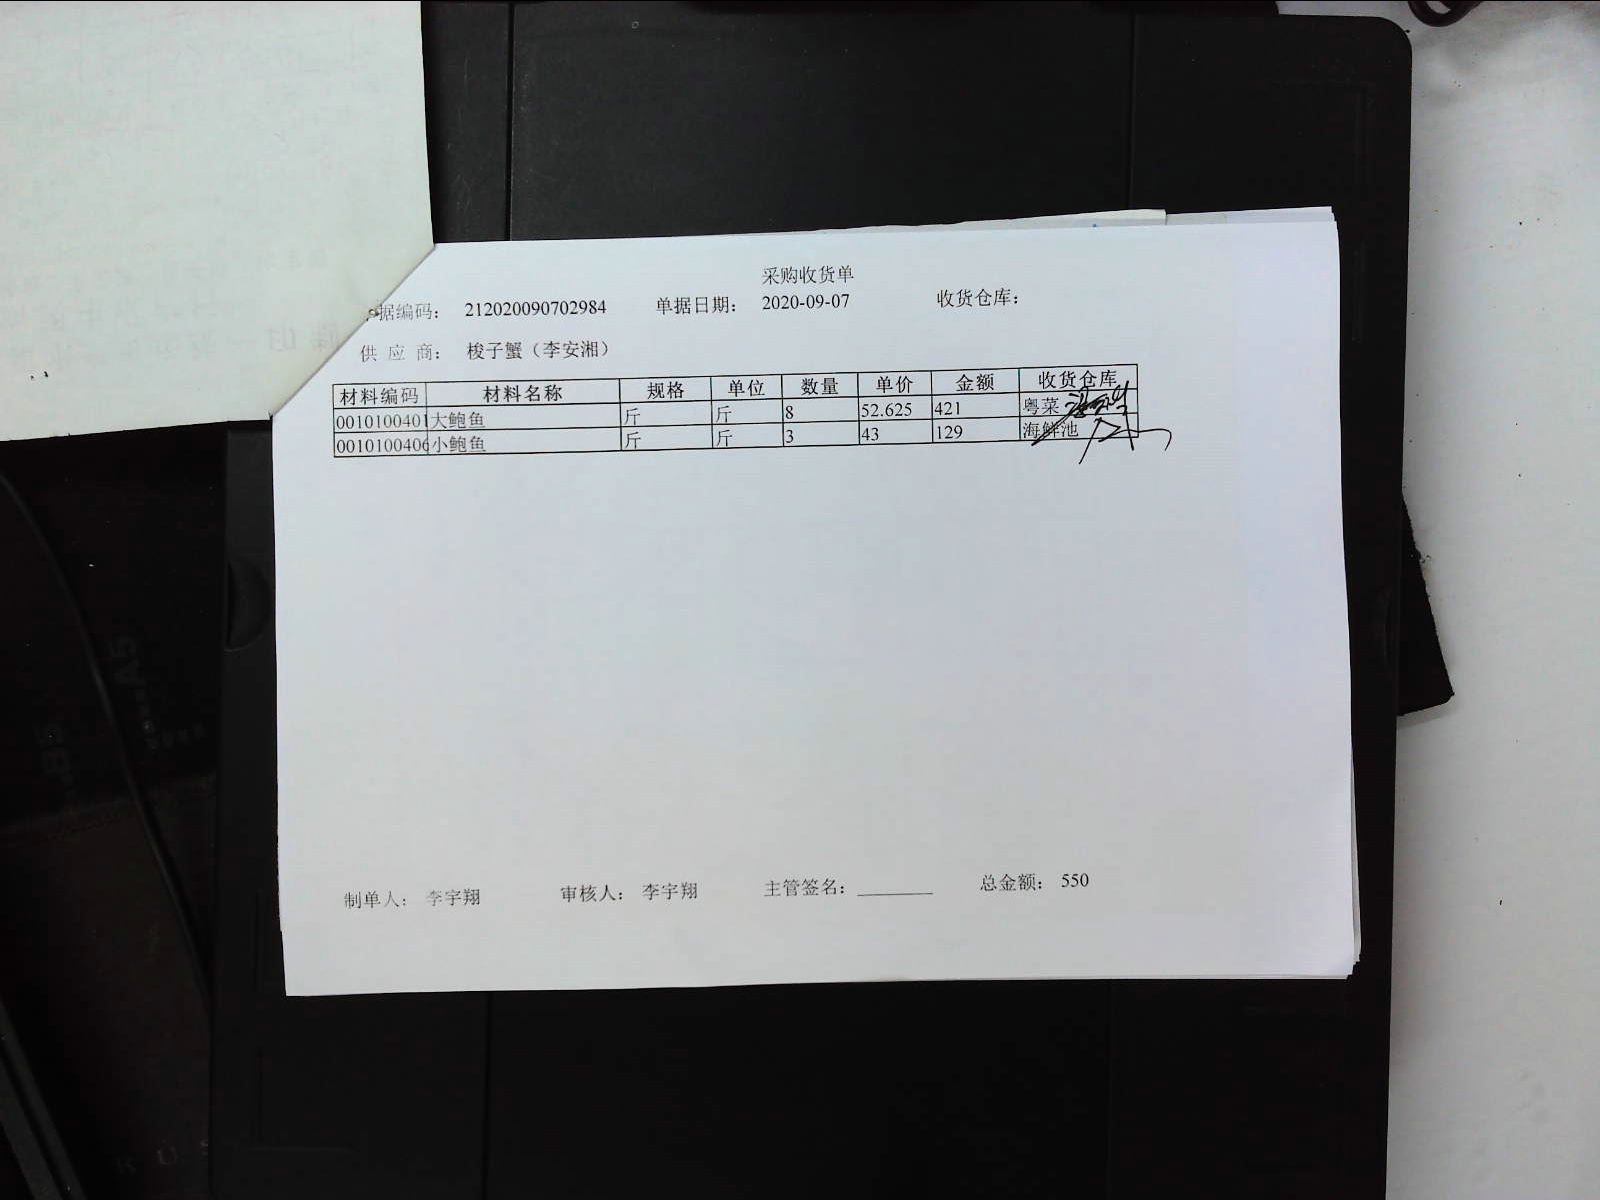 采购收货单
据编码： 212020090702984 单据日期： 2020-09-07 收货仓库：
供 应 商： 梭子蟹（李安湘）
材料编码 材料名称 规格 单位 数量 单价 金额 收货仓库
0010100401 大鲍鱼 斤 斤 8 52.625 421 粤菜
0010100406 小鲍鱼 斤 斤 3 43 129 海鲜池
制单人： 李宇翔 审核人： 李宇翔 主管签名： 总金额： 550
A5